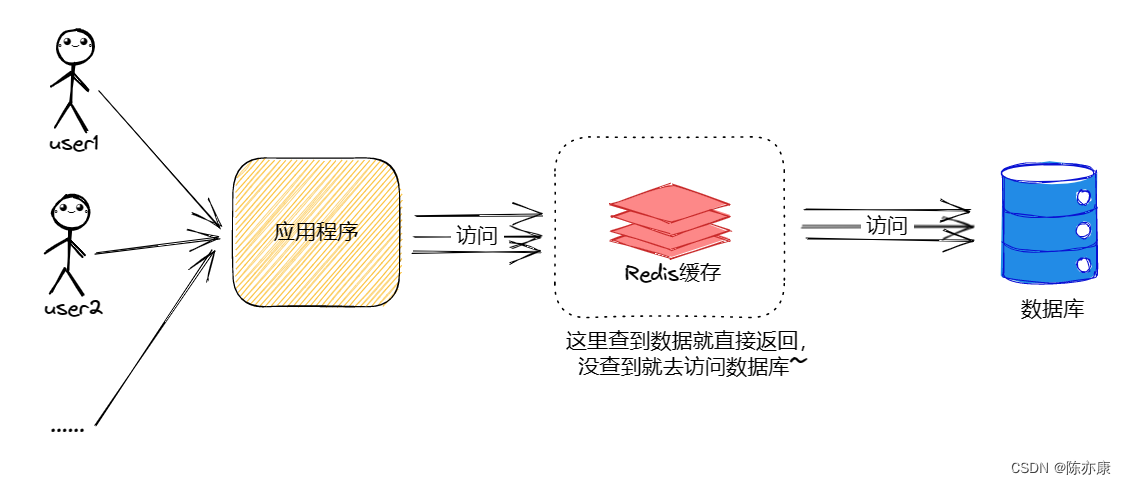 user1
user2
......
应用程序
访问
Redis缓存
这里查到数据就直接返回，
没查到就去访问数据库~
访问
数据库
CSDN @陈亦康